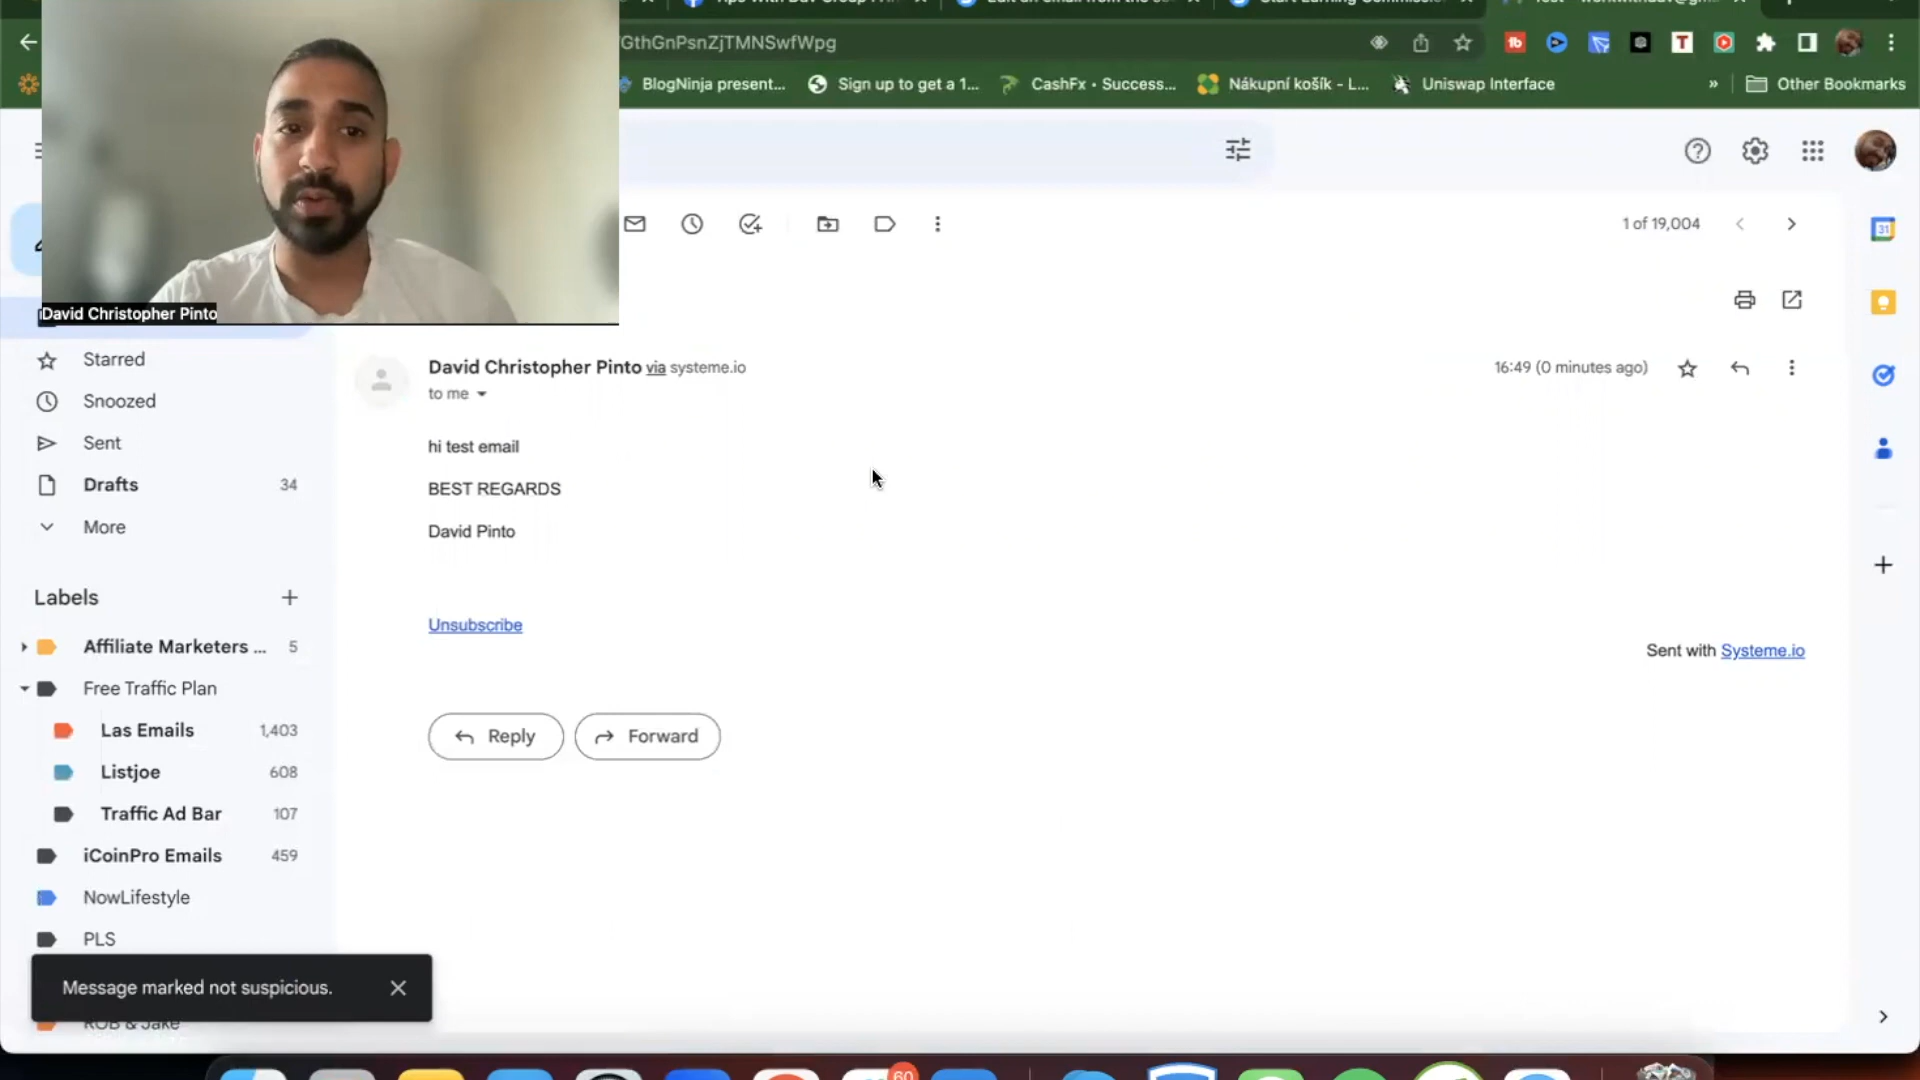 GthGnPsnZjTMNSwfWpg
BlogNinja present...
Sign up to get a 1...
CashFx • Success...
Nákupní košík - L...
Uniswap Interface
»
Other Bookmarks
David Christopher Pinto
1 of 19,004
Starred
Snoozed
Sent
Drafts 34
More
Labels
Affiliate Marketers ... 5
Free Traffic Plan
Las Emails 1,403
Listjoe 608
Traffic Ad Bar 107
iCoinPro Emails 459
NowLifestyle
PLS
ROB & Jake
David Christopher Pinto via systeme.io
16:49 (0 minutes ago)
to me
hi test email
BEST REGARDS
David Pinto
Unsubscribe
Sent with Systeme.io
Reply
Forward
Message marked not suspicious.
31
tb
T
60